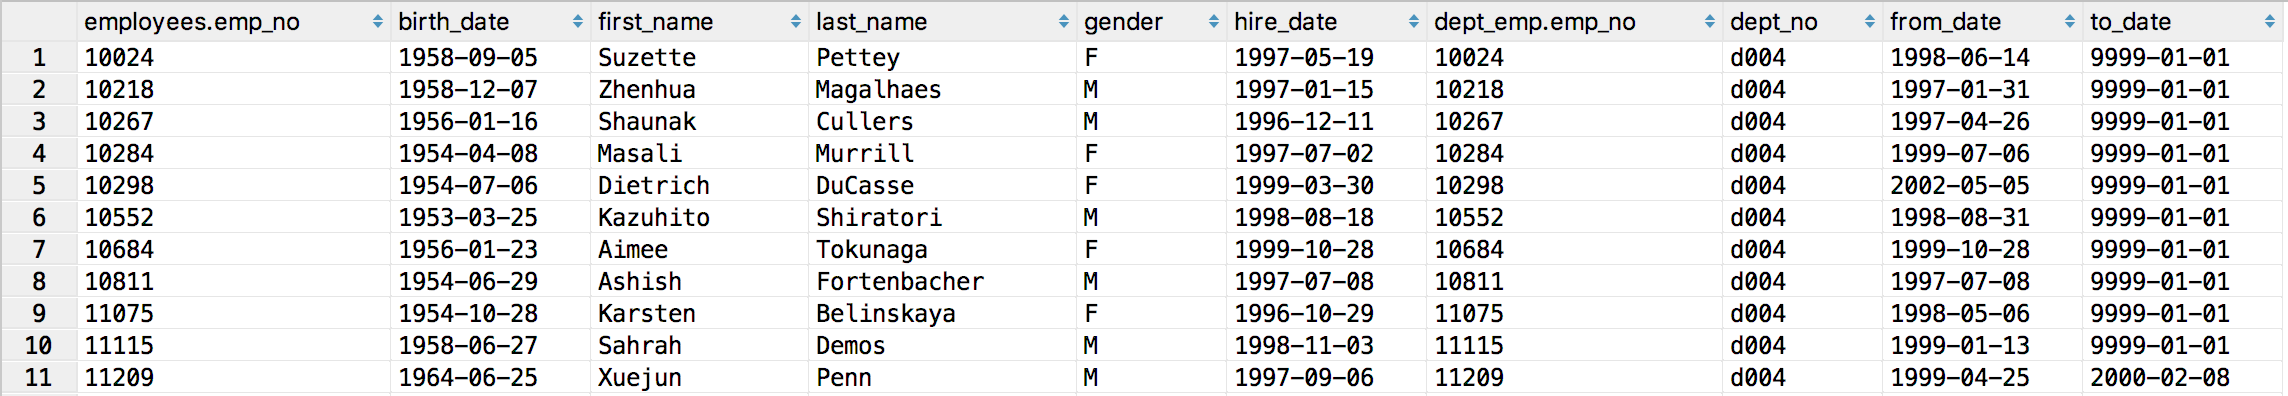 employees.emp_no birth_date first_name last_name gender hire_date dept_emp.emp_no dept_no from_date to_date
1 10024 1958-09-05 Suzette Pettey F 1997-05-19 10024 d004 1998-06-14 9999-01-01
2 10218 1958-12-07 Zhenhua Magalhaes M 1997-01-15 10218 d004 1997-01-31 9999-01-01
3 10267 1956-01-16 Shaunak Cullers M 1996-12-11 10267 d004 1997-04-26 9999-01-01
4 10284 1954-04-08 Masali Murrill F 1997-07-02 10284 d004 1999-07-06 9999-01-01
5 10298 1954-07-06 Dietrich DuCasse F 1999-03-30 10298 d004 2002-05-05 9999-01-01
6 10552 1953-03-25 Kazuhito Shiratori M 1998-08-18 10552 d004 1998-08-31 9999-01-01
7 10684 1956-01-23 Aimee Tokunaga F 1999-10-28 10684 d004 1999-10-28 9999-01-01
8 10811 1954-06-29 Ashish Fortenbacher M 1997-07-08 10811 d004 1997-07-08 9999-01-01
9 11075 1954-10-28 Karsten Belinskaya F 1996-10-29 11075 d004 1998-05-06 9999-01-01
10 11115 1958-06-27 Sahrah Demos M 1998-11-03 11115 d004 1999-01-13 9999-01-01
11 11209 1964-06-25 Xuejun Penn M 1997-09-06 11209 d004 1999-04-25 2000-02-08